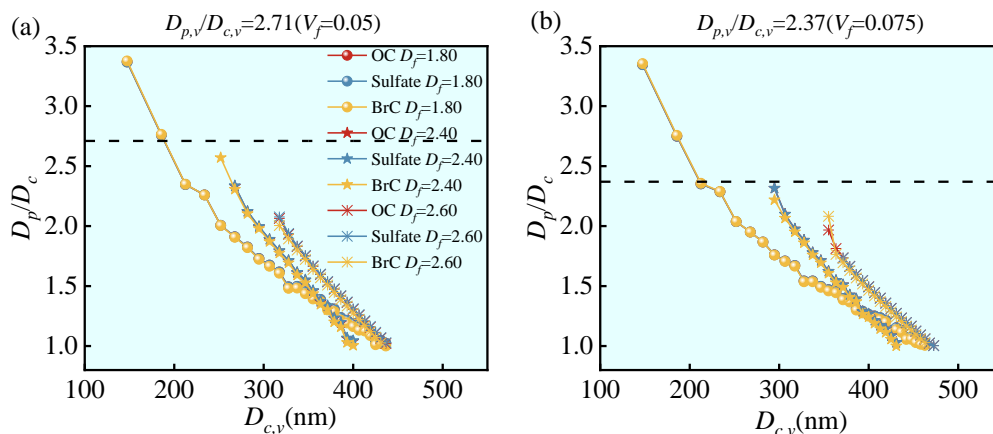 (a)
D_{p,v}/D_{c,v}=2.71(V_f=0.05)
3.5
3.0
2.5
2.0
1.5
1.0
D_p/D_c
OC D_f=1.80
Sulfate D_f=1.80
BrC D_f=1.80
OC D_f=2.40
Sulfate D_f=2.40
BrC D_f=2.40
OC D_f=2.60
Sulfate D_f=2.60
BrC D_f=2.60
100 200 300 400 500
D_{c,v}(nm)
(b)
D_{p,v}/D_{c,v}=2.37(V_f=0.075)
3.5
3.0
2.5
2.0
1.5
1.0
D_p/D_c
100 200 300 400 500
D_{c,v}(nm)